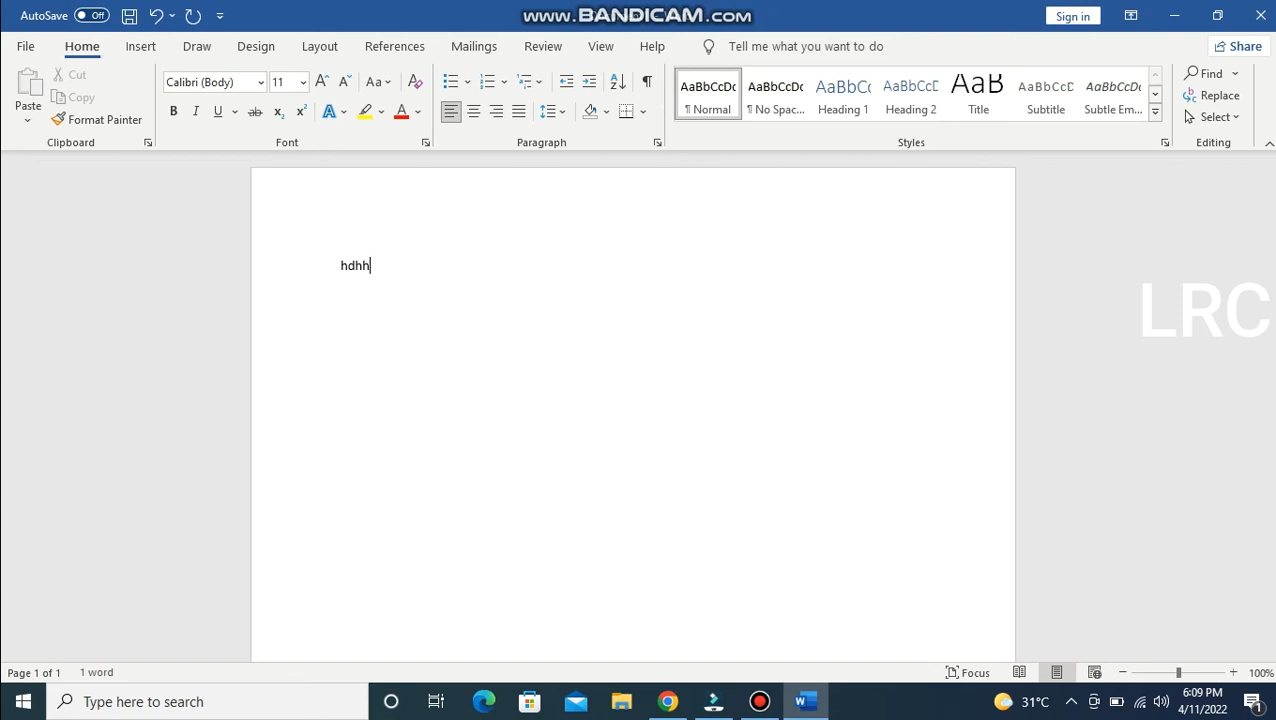 AutoSave Off
www.BANDICAM.com
Sign in
File Home Insert Draw Design Layout References Mailings Review View Help Tell me what you want to do Share
Paste
Cut
Copy
Format Painter
Clipboard
Calibri (Body) 11
Aa
B I U ab x₂ x² A A
Font
Paragraph
AaBbCcDc AaBbCcDc AaBbC AaBbCcD AaB AaBbCcD AaBbCcDc
¶ Normal ¶ No Spac... Heading 1 Heading 2 Title Subtitle Subtle Em...
Styles
Find
Replace
Select
Editing
hdhh
LRC
Page 1 of 1 1 word Focus 100%
Type here to search
31°C
6:09 PM
4/11/2022
1